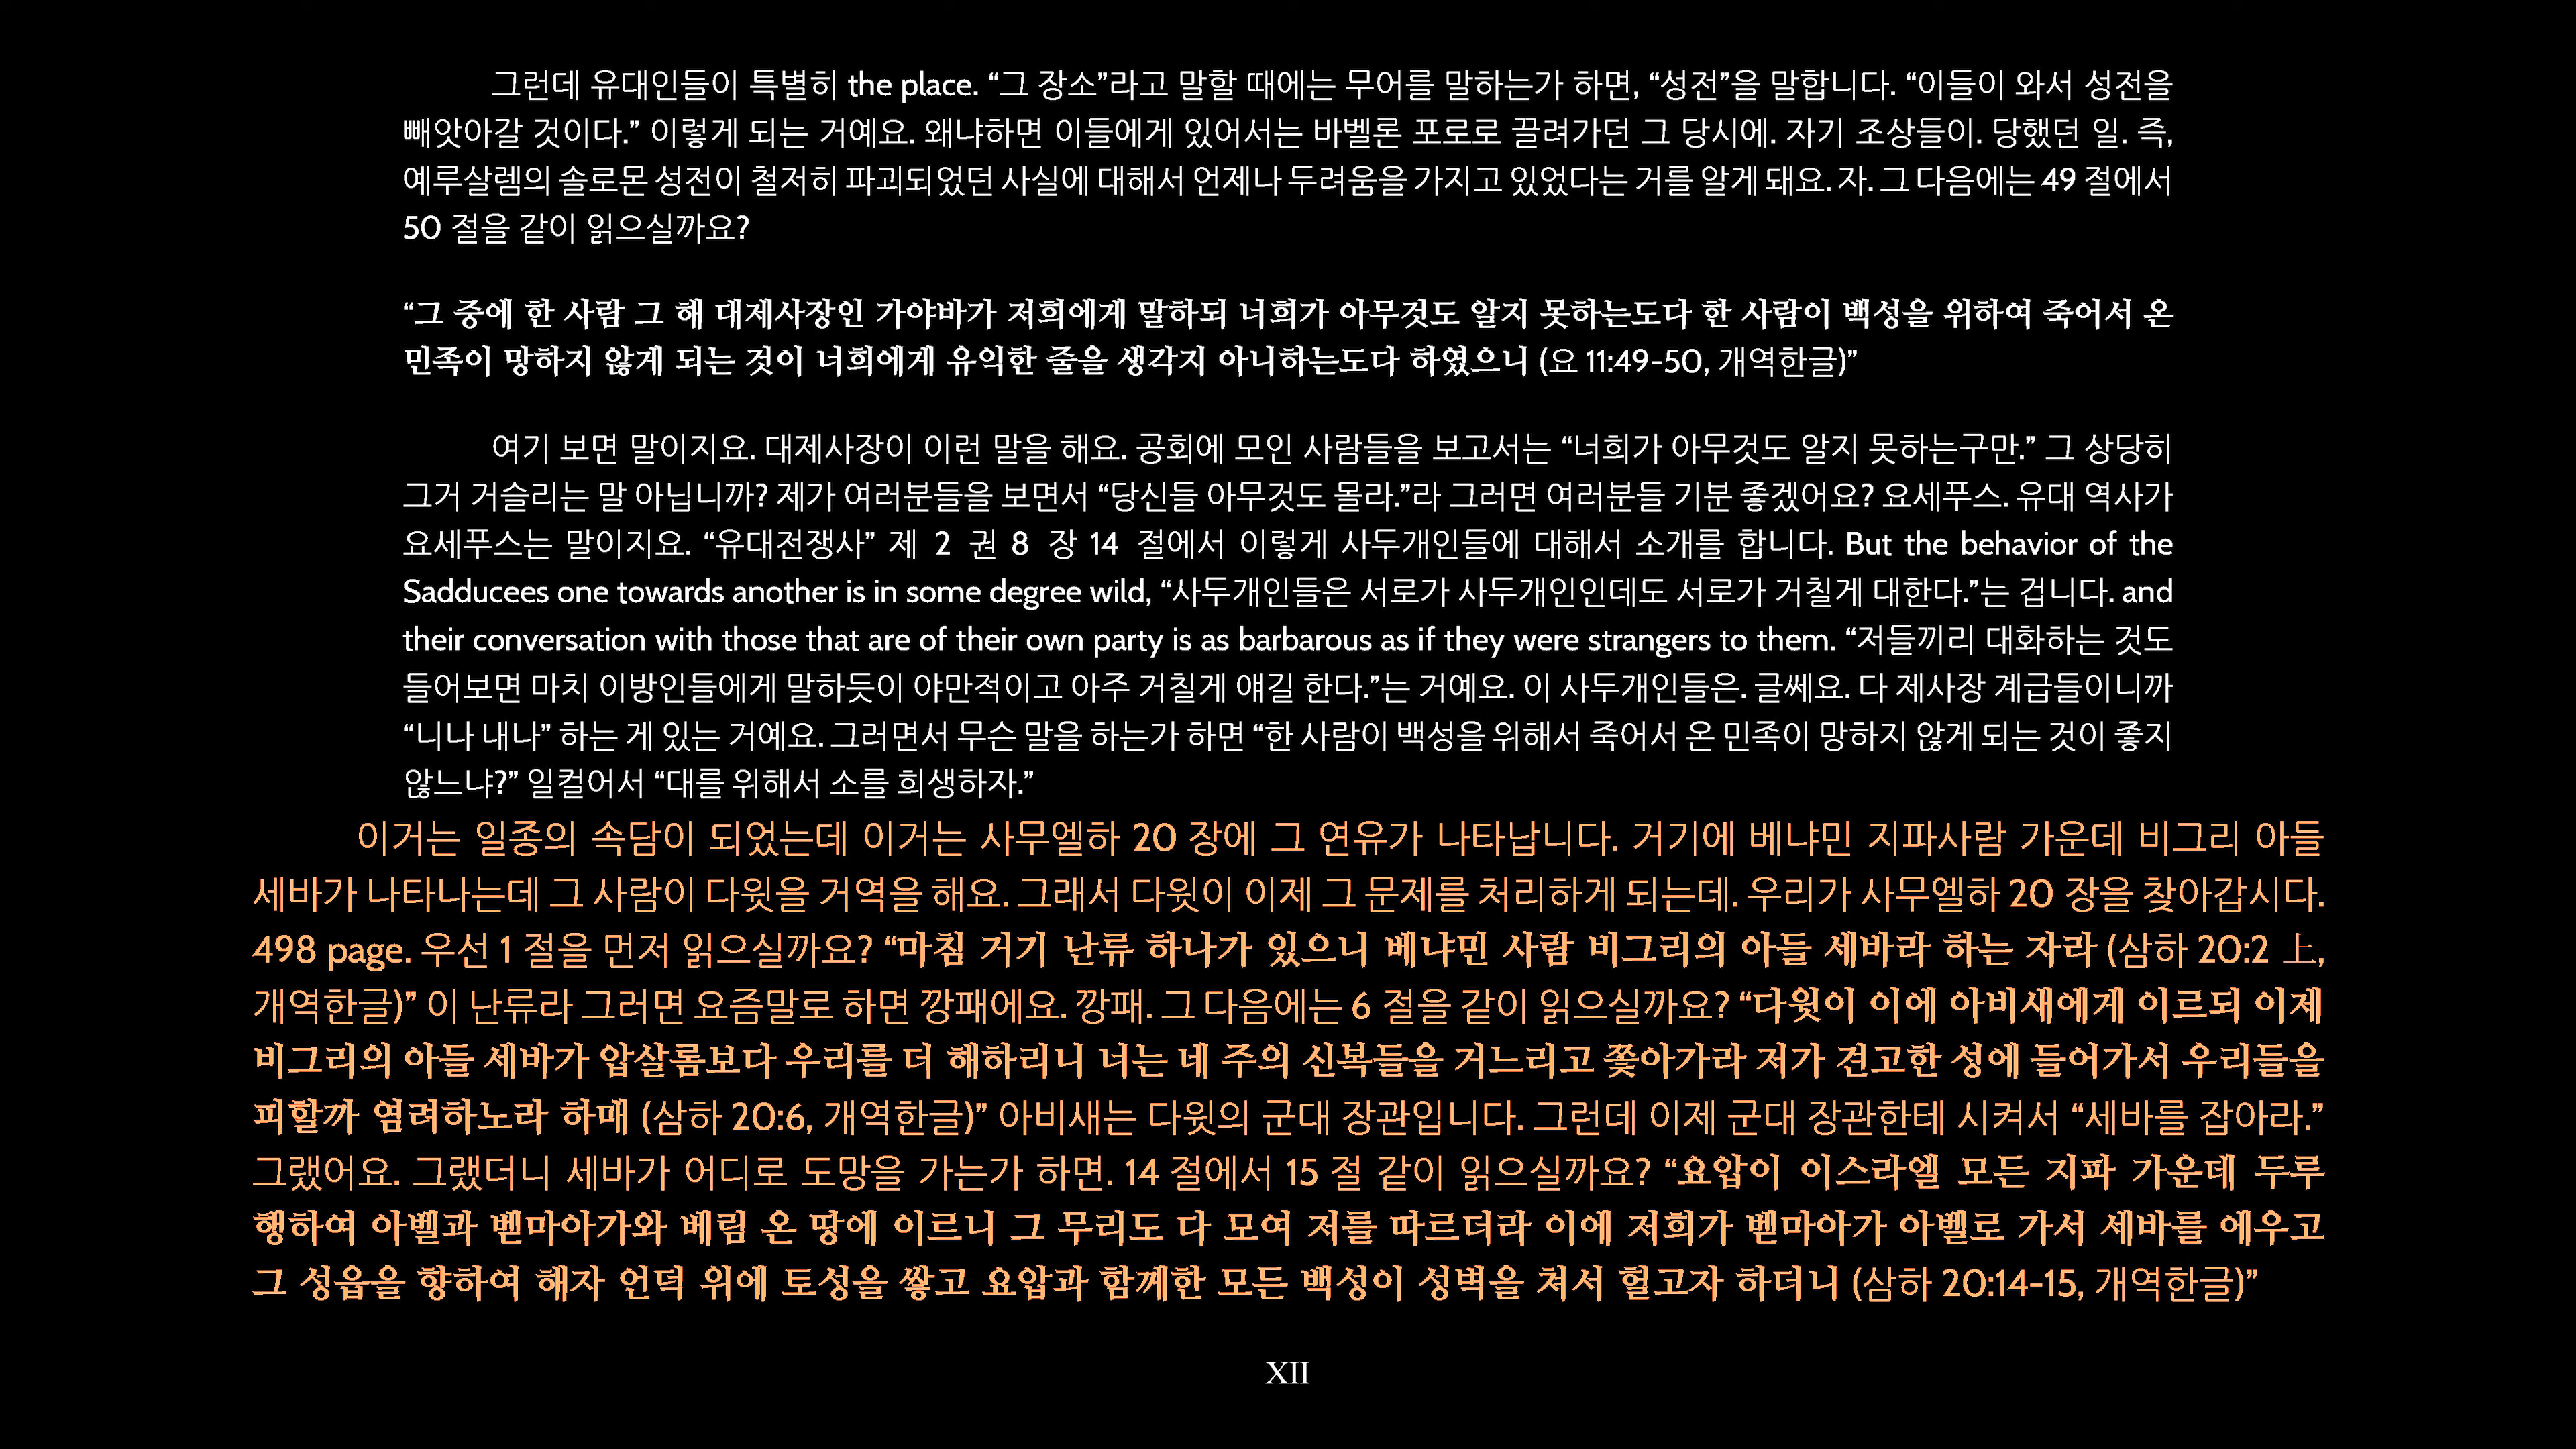 그런데 유대인들이 특별히 the place. “그 장소”라고 말할 때에는 무어를 말하는가 하면, “성전”을 말합니다. “이들이 와서 성전을
빼앗아갈 것이다.” 이렇게 되는 거예요. 왜냐하면 이들에게 있어서는 바벨론 포로로 끌려가던 그 당시에. 자기 조상들이. 당했던 일. 즉,
예루살렘의 솔로몬 성전이 철저히 파괴되었던 사실에 대해서 언제나 두려움을 가지고 있었다는 거를 알게 돼요. 자. 그 다음에는 49 절에서
50 절을 같이 읽으실까요?
“그 중에 한 사람 그 해 대제사장인 가야바가 저희에게 말하되 너희가 아무것도 알지 못하는도다 한 사람이 백성을 위하여 죽어서 온
민족이 망하지 않게 되는 것이 너희에게 유익한 줄을 생각지 아니하는도다 하였으니 (요 11:49-50, 개역한글)”
여기 보면 말이지요. 대제사장이 이런 말을 해요. 공회에 모인 사람들을 보고서는 “너희가 아무것도 알지 못하는구만.” 그 상당히
그거 거슬리는 말 아닙니까? 제가 여러분들을 보면서 “당신들 아무것도 몰라.”라 그러면 여러분들 기분 좋겠어요? 요세푸스. 유대 역사가
요세푸스는 말이지요. “유대전쟁사” 제 2 권 8 장 14 절에서 이렇게 사두개인들에 대해서 소개를 합니다. But the behavior of the
Sadducees one towards another is in some degree wild, “사두개인들은 서로가 사두개인인데도 서로가 거칠게 대한다.”는 겁니다. and
their conversation with those that are of their own party is as barbarous as if they were strangers to them. “저들끼리 대화하는 것도
들어보면 마치 이방인들에게 말하듯이 야만적이고 아주 거칠게 얘길 한다.”는 거예요. 이 사두개인들은. 글쎄요. 다 제사장 계급들이니까
“니나 내나” 하는 게 있는 거예요. 그러면서 무슨 말을 하는가 하면 “한 사람이 백성을 위해서 죽어서 온 민족이 망하지 않게 되는 것이 좋지
않느냐?” 일컬어서 “대를 위해서 소를 희생하자.”
이거는 일종의 속담이 되었는데 이거는 사무엘하 20 장에 그 연유가 나타납니다. 거기에 베냐민 지파사람 가운데 비그리 아들
세바가 나타나는데 그 사람이 다윗을 거역을 해요. 그래서 다윗이 이제 그 문제를 처리하게 되는데. 우리가 사무엘하 20 장을 찾아갑시다.
498 page. 우선 1 절을 먼저 읽으실까요? “마침 거기 난류 하나가 있으니 베냐민 사람 비그리의 아들 세바라 하는 자라 (삼하 20:2 上,
개역한글)” 이 난류라 그러면 요즘말로 하면 깡패에요. 깡패. 그 다음에는 6 절을 같이 읽으실까요? “다윗이 이에 아비새에게 이르되 이제
비그리의 아들 세바가 압살롬보다 우리를 더 해하리니 너는 네 주의 신복들을 거느리고 쫓아가라 저가 견고한 성에 들어가서 우리들을
피할까 염려하노라 하매 (삼하 20:6, 개역한글)” 아비새는 다윗의 군대 장관입니다. 그런데 이제 군대 장관한테 시켜서 “세바를 잡아라.”
그랬어요. 그랬더니 세바가 어디로 도망을 가는가 하면. 14 절에서 15 절 같이 읽으실까요? “요압이 이스라엘 모든 지파 가운데 두루
행하여 아벨과 벧마아가와 베림 온 땅에 이르니 그 무리도 다 모여 저를 따르더라 이에 저희가 벧마아가 아벨로 가서 세바를 에우고
그 성읍을 향하여 해자 언덕 위에 토성을 쌓고 요압과 함께한 모든 백성이 성벽을 쳐서 헐고자 하더니 (삼하 20:14-15, 개역한글)”
XII